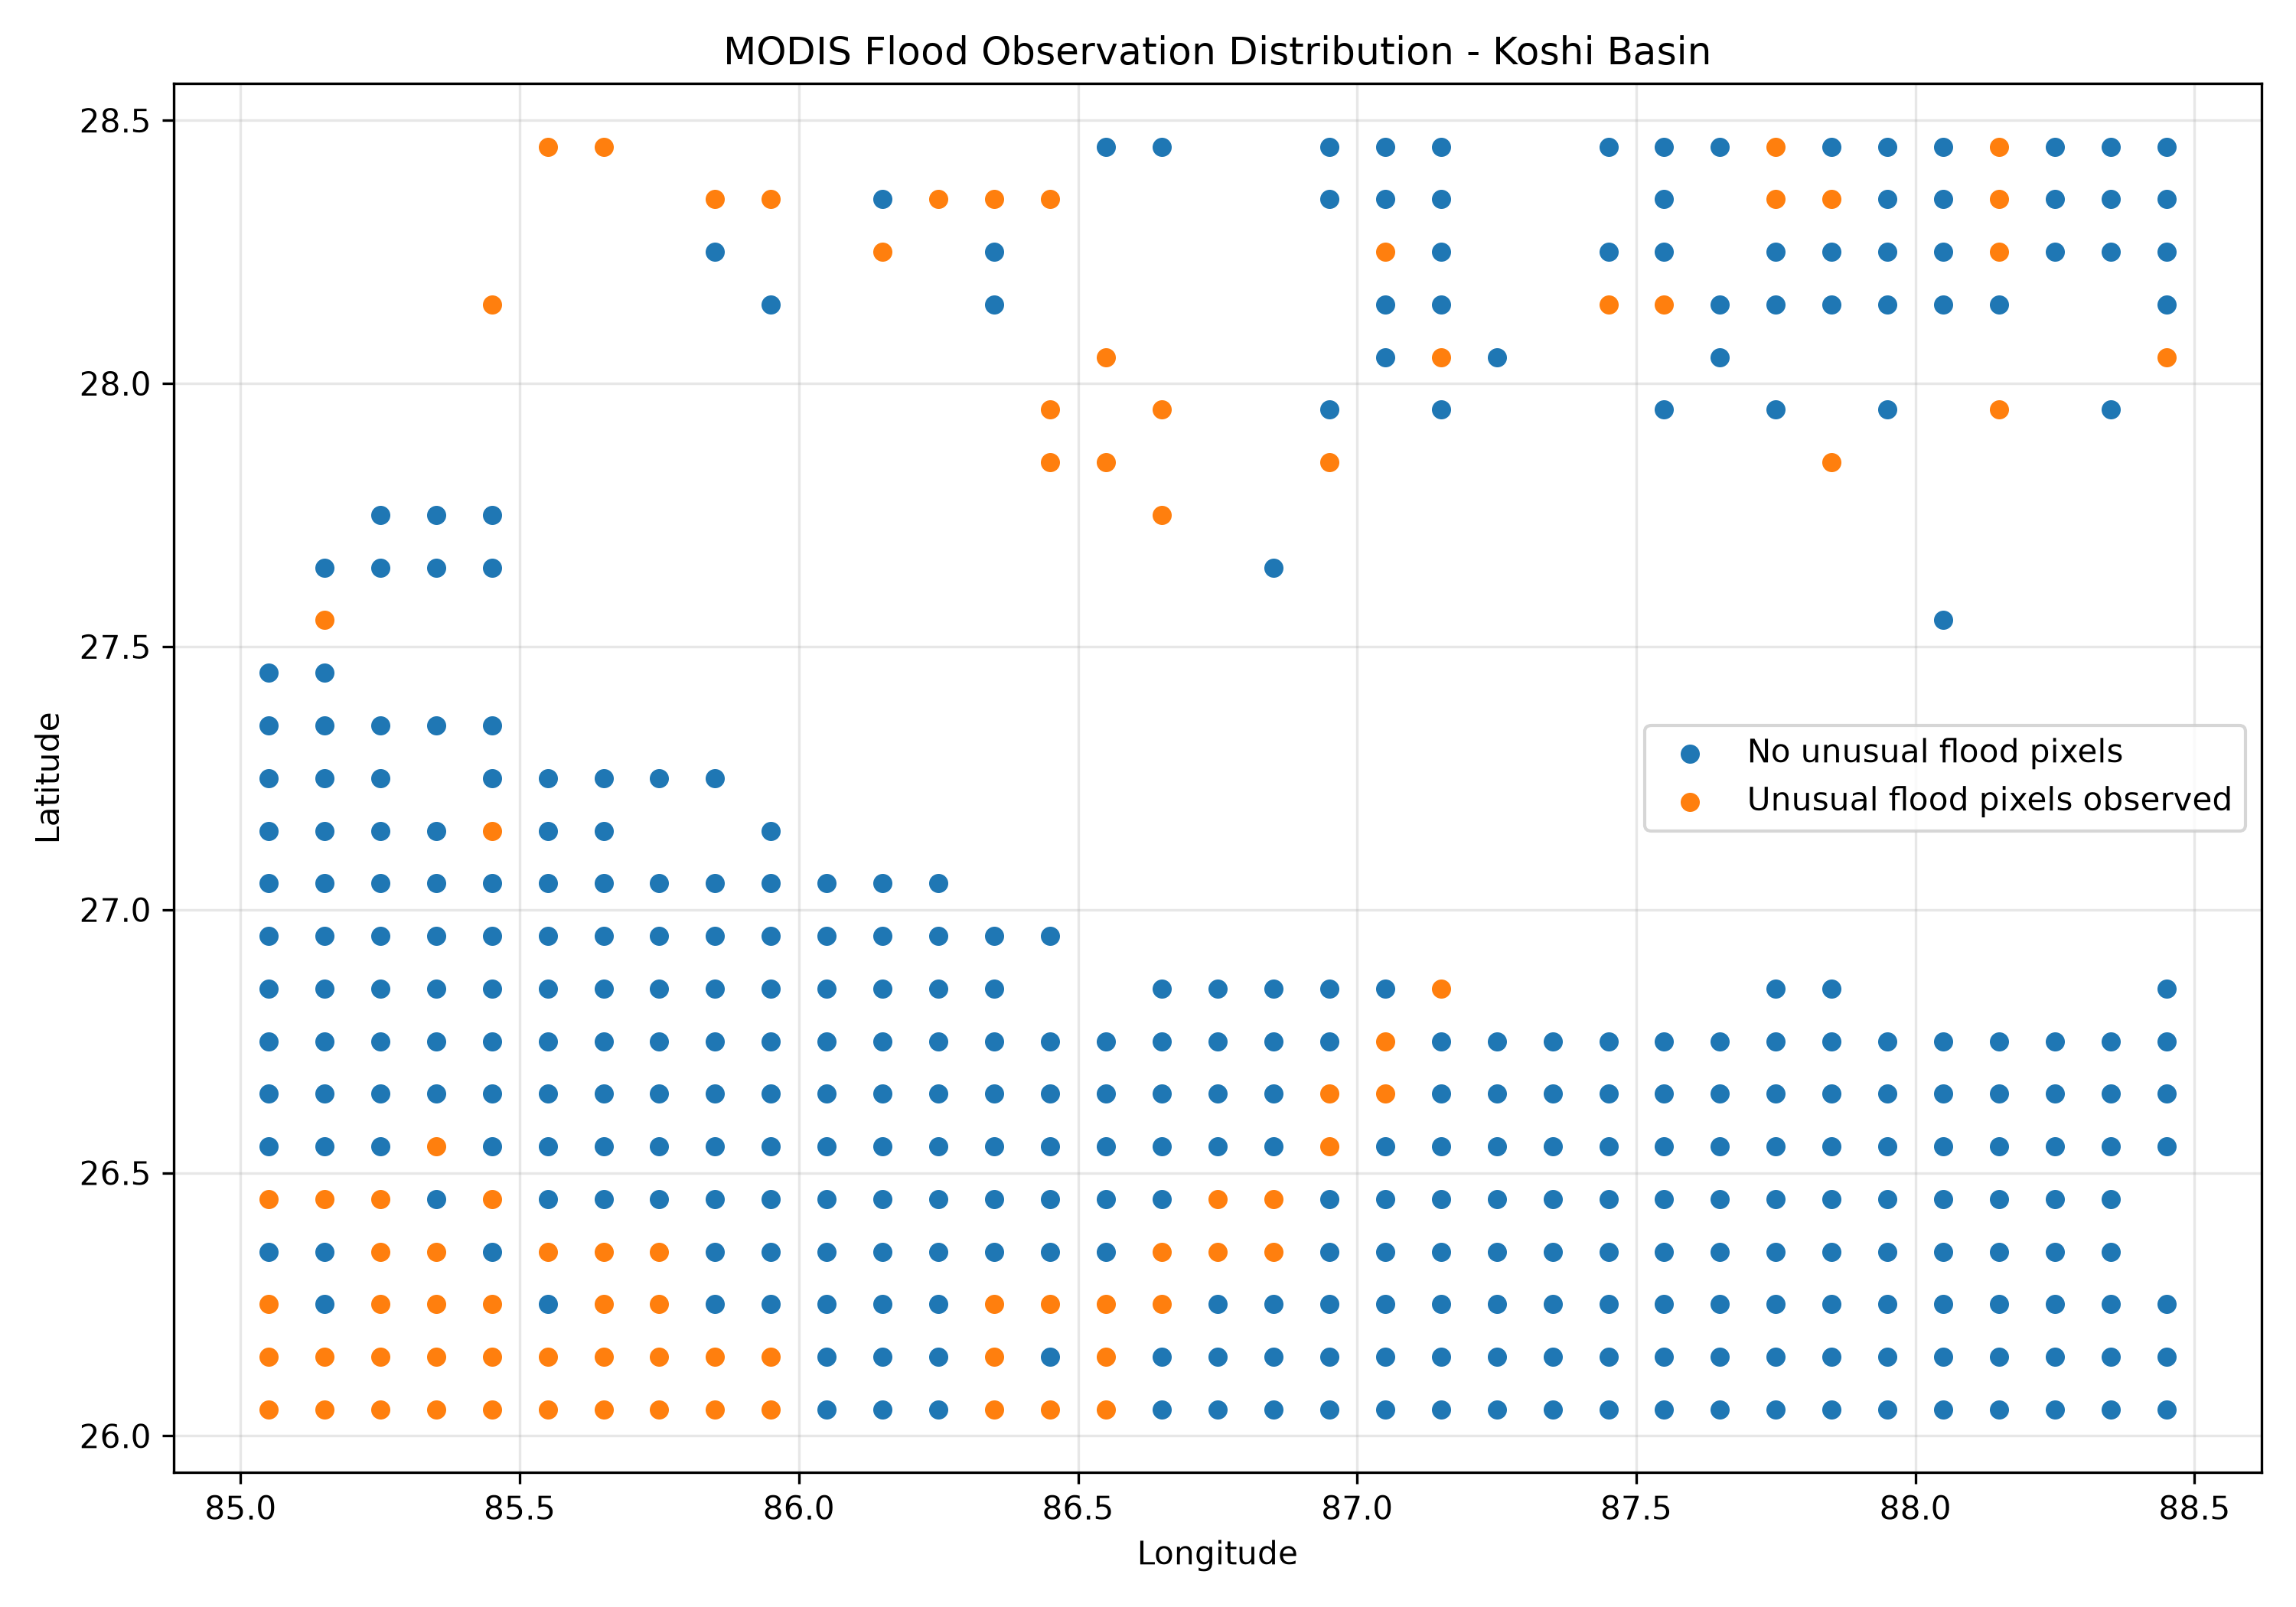 MODIS Flood Observation Distribution - Koshi Basin
28.5
28.0
27.5
27.0
26.5
26.0
Latitude
No unusual flood pixels
Unusual flood pixels observed
85.0 85.5 86.0 86.5 87.0 87.5 88.0 88.5
Longitude